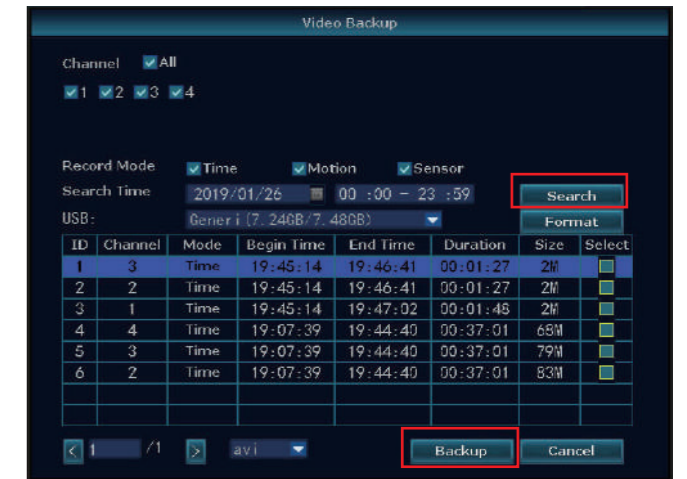 Video Backup
Channel All
1 2 3 4
Record Mode Time Motion Sensor
Search Time 2019/01/26 00 :00 - 23 :59 Search
USB: Generi(7.24GB/7.48GB) Format
ID Channel Mode Begin Time End Time Duration Size Select
1 3 Time 19:45:14 19:46:41 00:01:27 2M
2 2 Time 19:45:14 19:46:41 00:01:27 2M
3 1 Time 19:45:14 19:47:02 00:01:48 2M
4 4 Time 19:07:39 19:44:40 00:37:01 68M
5 3 Time 19:07:39 19:44:40 00:37:01 79M
6 2 Time 19:07:39 19:44:40 00:37:01 83M
< 1 /1 > avi Backup Cancel